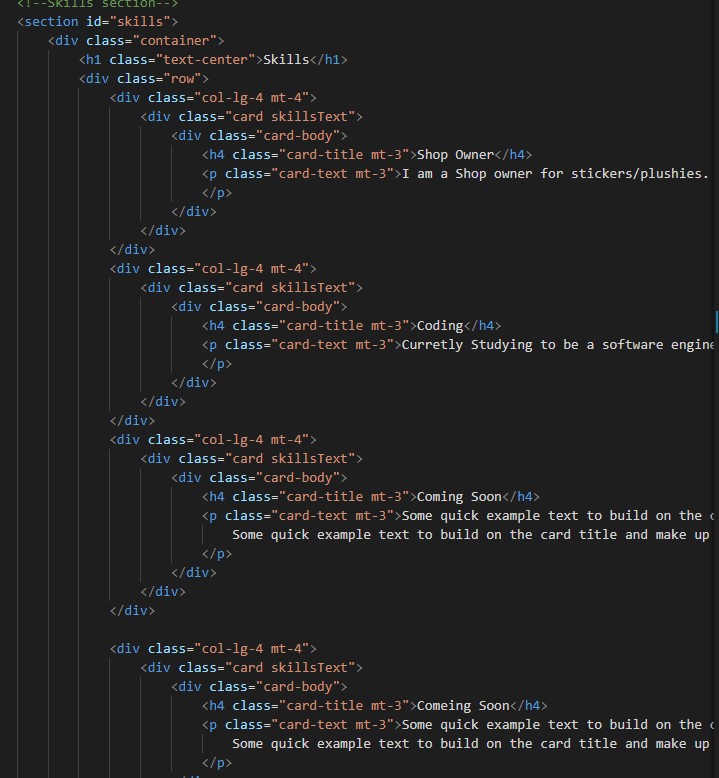 <!--Skills section-->
<section id="skills">
<div class="container">
<h1 class="text-center">Skills</h1>
<div class="row">
<div class="col-lg-4 mt-4">
<div class="card skillsText">
<div class="card-body">
<h4 class="card-title mt-3">Shop Owner</h4>
<p class="card-text mt-3">I am a Shop owner for stickers/plushies.
</p>
</div>
</div>
</div>
<div class="col-lg-4 mt-4">
<div class="card skillsText">
<div class="card-body">
<h4 class="card-title mt-3">Coding</h4>
<p class="card-text mt-3">Curretly Studying to be a software engine
</p>
</div>
</div>
</div>
<div class="col-lg-4 mt-4">
<div class="card skillsText">
<div class="card-body">
<h4 class="card-title mt-3">Coming Soon</h4>
<p class="card-text mt-3">Some quick example text to build on the
Some quick example text to build on the card title and make up
</p>
</div>
</div>
</div>
<div class="col-lg-4 mt-4">
<div class="card skillsText">
<div class="card-body">
<h4 class="card-title mt-3">Comeing Soon</h4>
<p class="card-text mt-3">Some quick example text to build on the
Some quick example text to build on the card title and make up
</p>